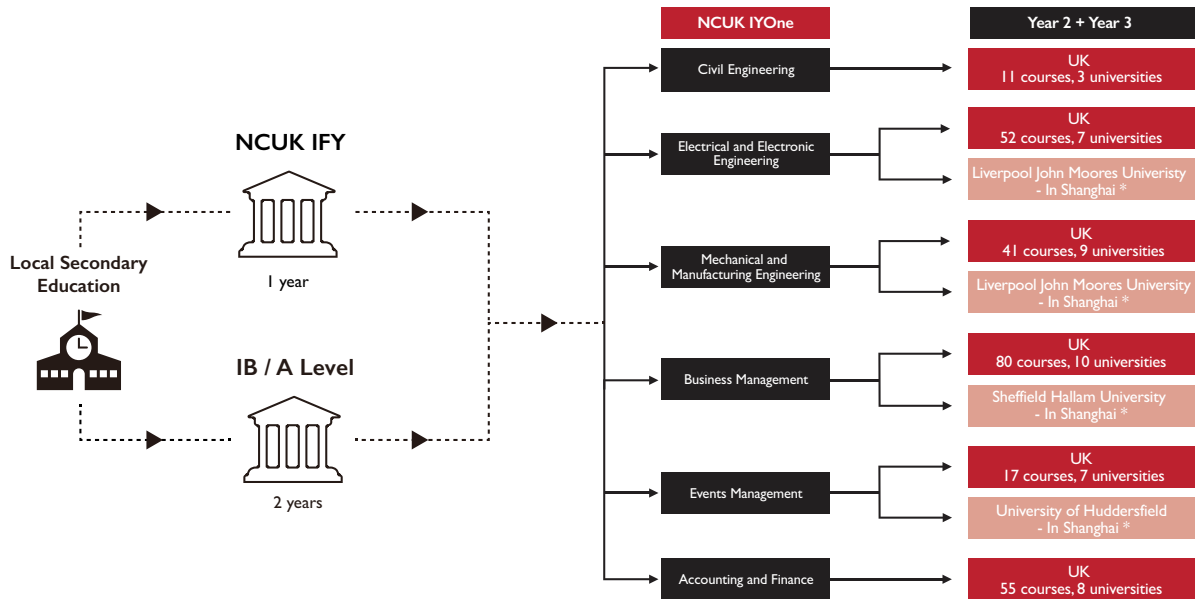 NCUK IYOne
Year 2 + Year 3
NCUK IFY
1 year
Local Secondary
Education
IB / A Level
2 years
Civil Engineering
UK
11 courses, 3 universities
Electrical and Electronic
Engineering
UK
52 courses, 7 universities
Liverpool John Moores Univeristy
- In Shanghai *
Mechanical and
Manufacturing Engineering
UK
41 courses, 9 universities
Liverpool John Moores University
- In Shanghai *
Business Management
UK
80 courses, 10 universities
Sheffield Hallam University
- In Shanghai *
Events Management
UK
17 courses, 7 universities
University of Huddersfield
- In Shanghai *
Accounting and Finance
UK
55 courses, 8 universities